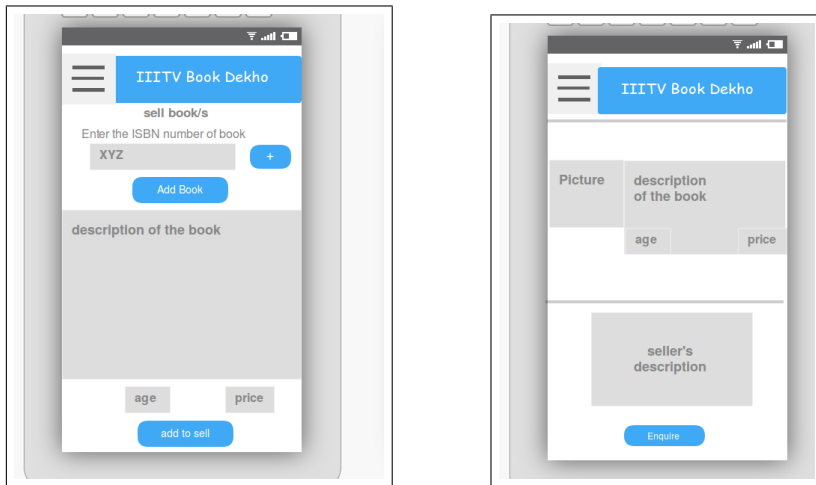 IIITV Book Dekho
sell book/s
Enter the ISBN number of book
XYZ
+
Add Book
description of the book
age
price
add to sell
IIITV Book Dekho
Picture
description
of the book
age
price
seller's
description
Enquire